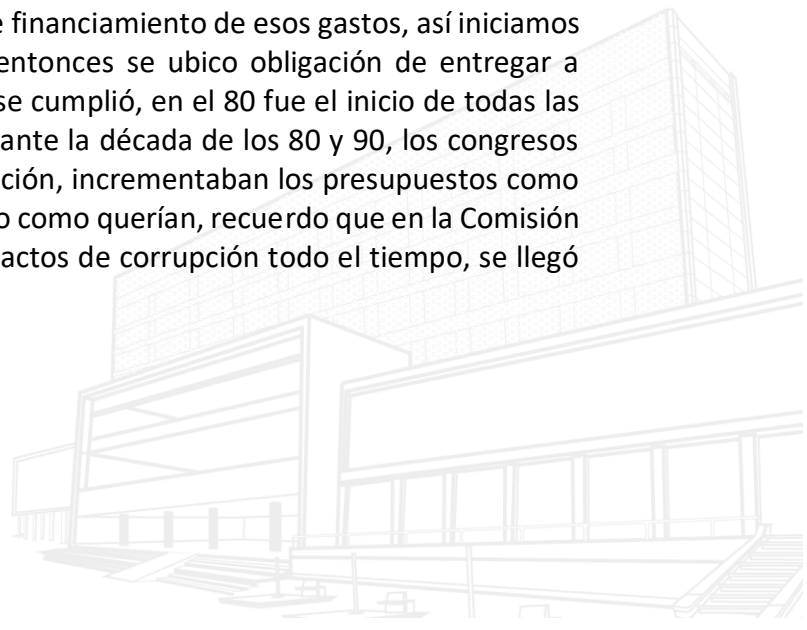 e financiamiento de esos gastos, así iniciamos
entonces se ubico obligación de entregar a
se cumplió, en el 80 fue el inicio de todas las
ante la década de los 80 y 90, los congresos
ción, incrementaban los presupuestos como
o como querían, recuerdo que en la Comisión
actos de corrupción todo el tiempo, se llegó